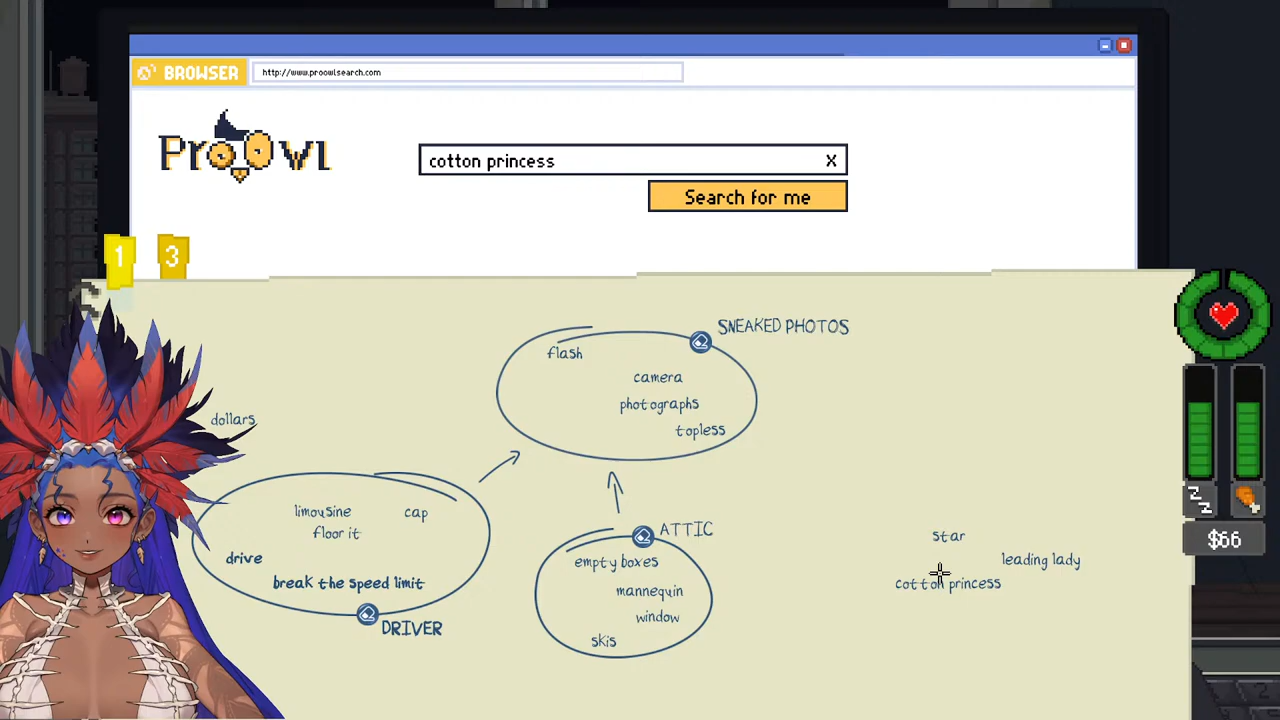 BROWSER
http://www.proowlsearch.com
PrOOwl
cotton princess X
Search for me
1 3
SNEAKED PHOTOS
flash
camera
photographs
topless
dollars
limousine cap
floor it
drive
break the speed limit
DRIVER
ATTIC
empty boxes
mannequin
window
skis
star
leading lady
cotton princess
$66